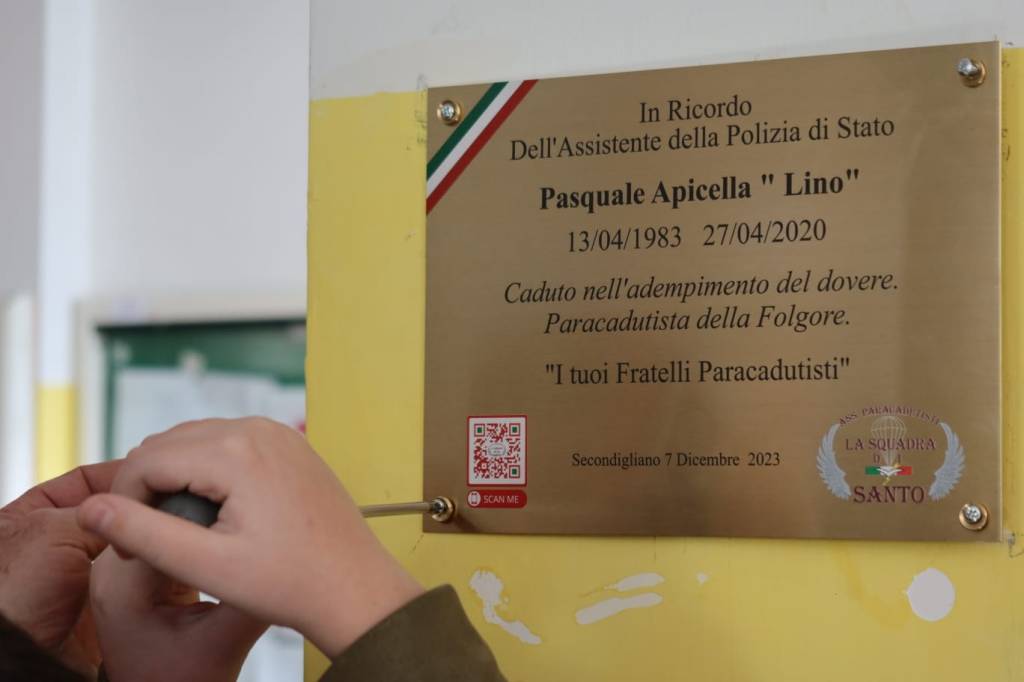 In Ricordo
Dell'Assistente della Polizia di Stato
Pasquale Apicella " Lino"
13/04/1983 27/04/2020
Caduto nell'adempimento del dovere.
Paracadutista della Folgore.
"I tuoi Fratelli Paracadutisti"
SCAN ME
Secondigliano 7 Dicembre 2023
ASS. PARACADUTISTI
LA SQUADRA
D I
SANTO